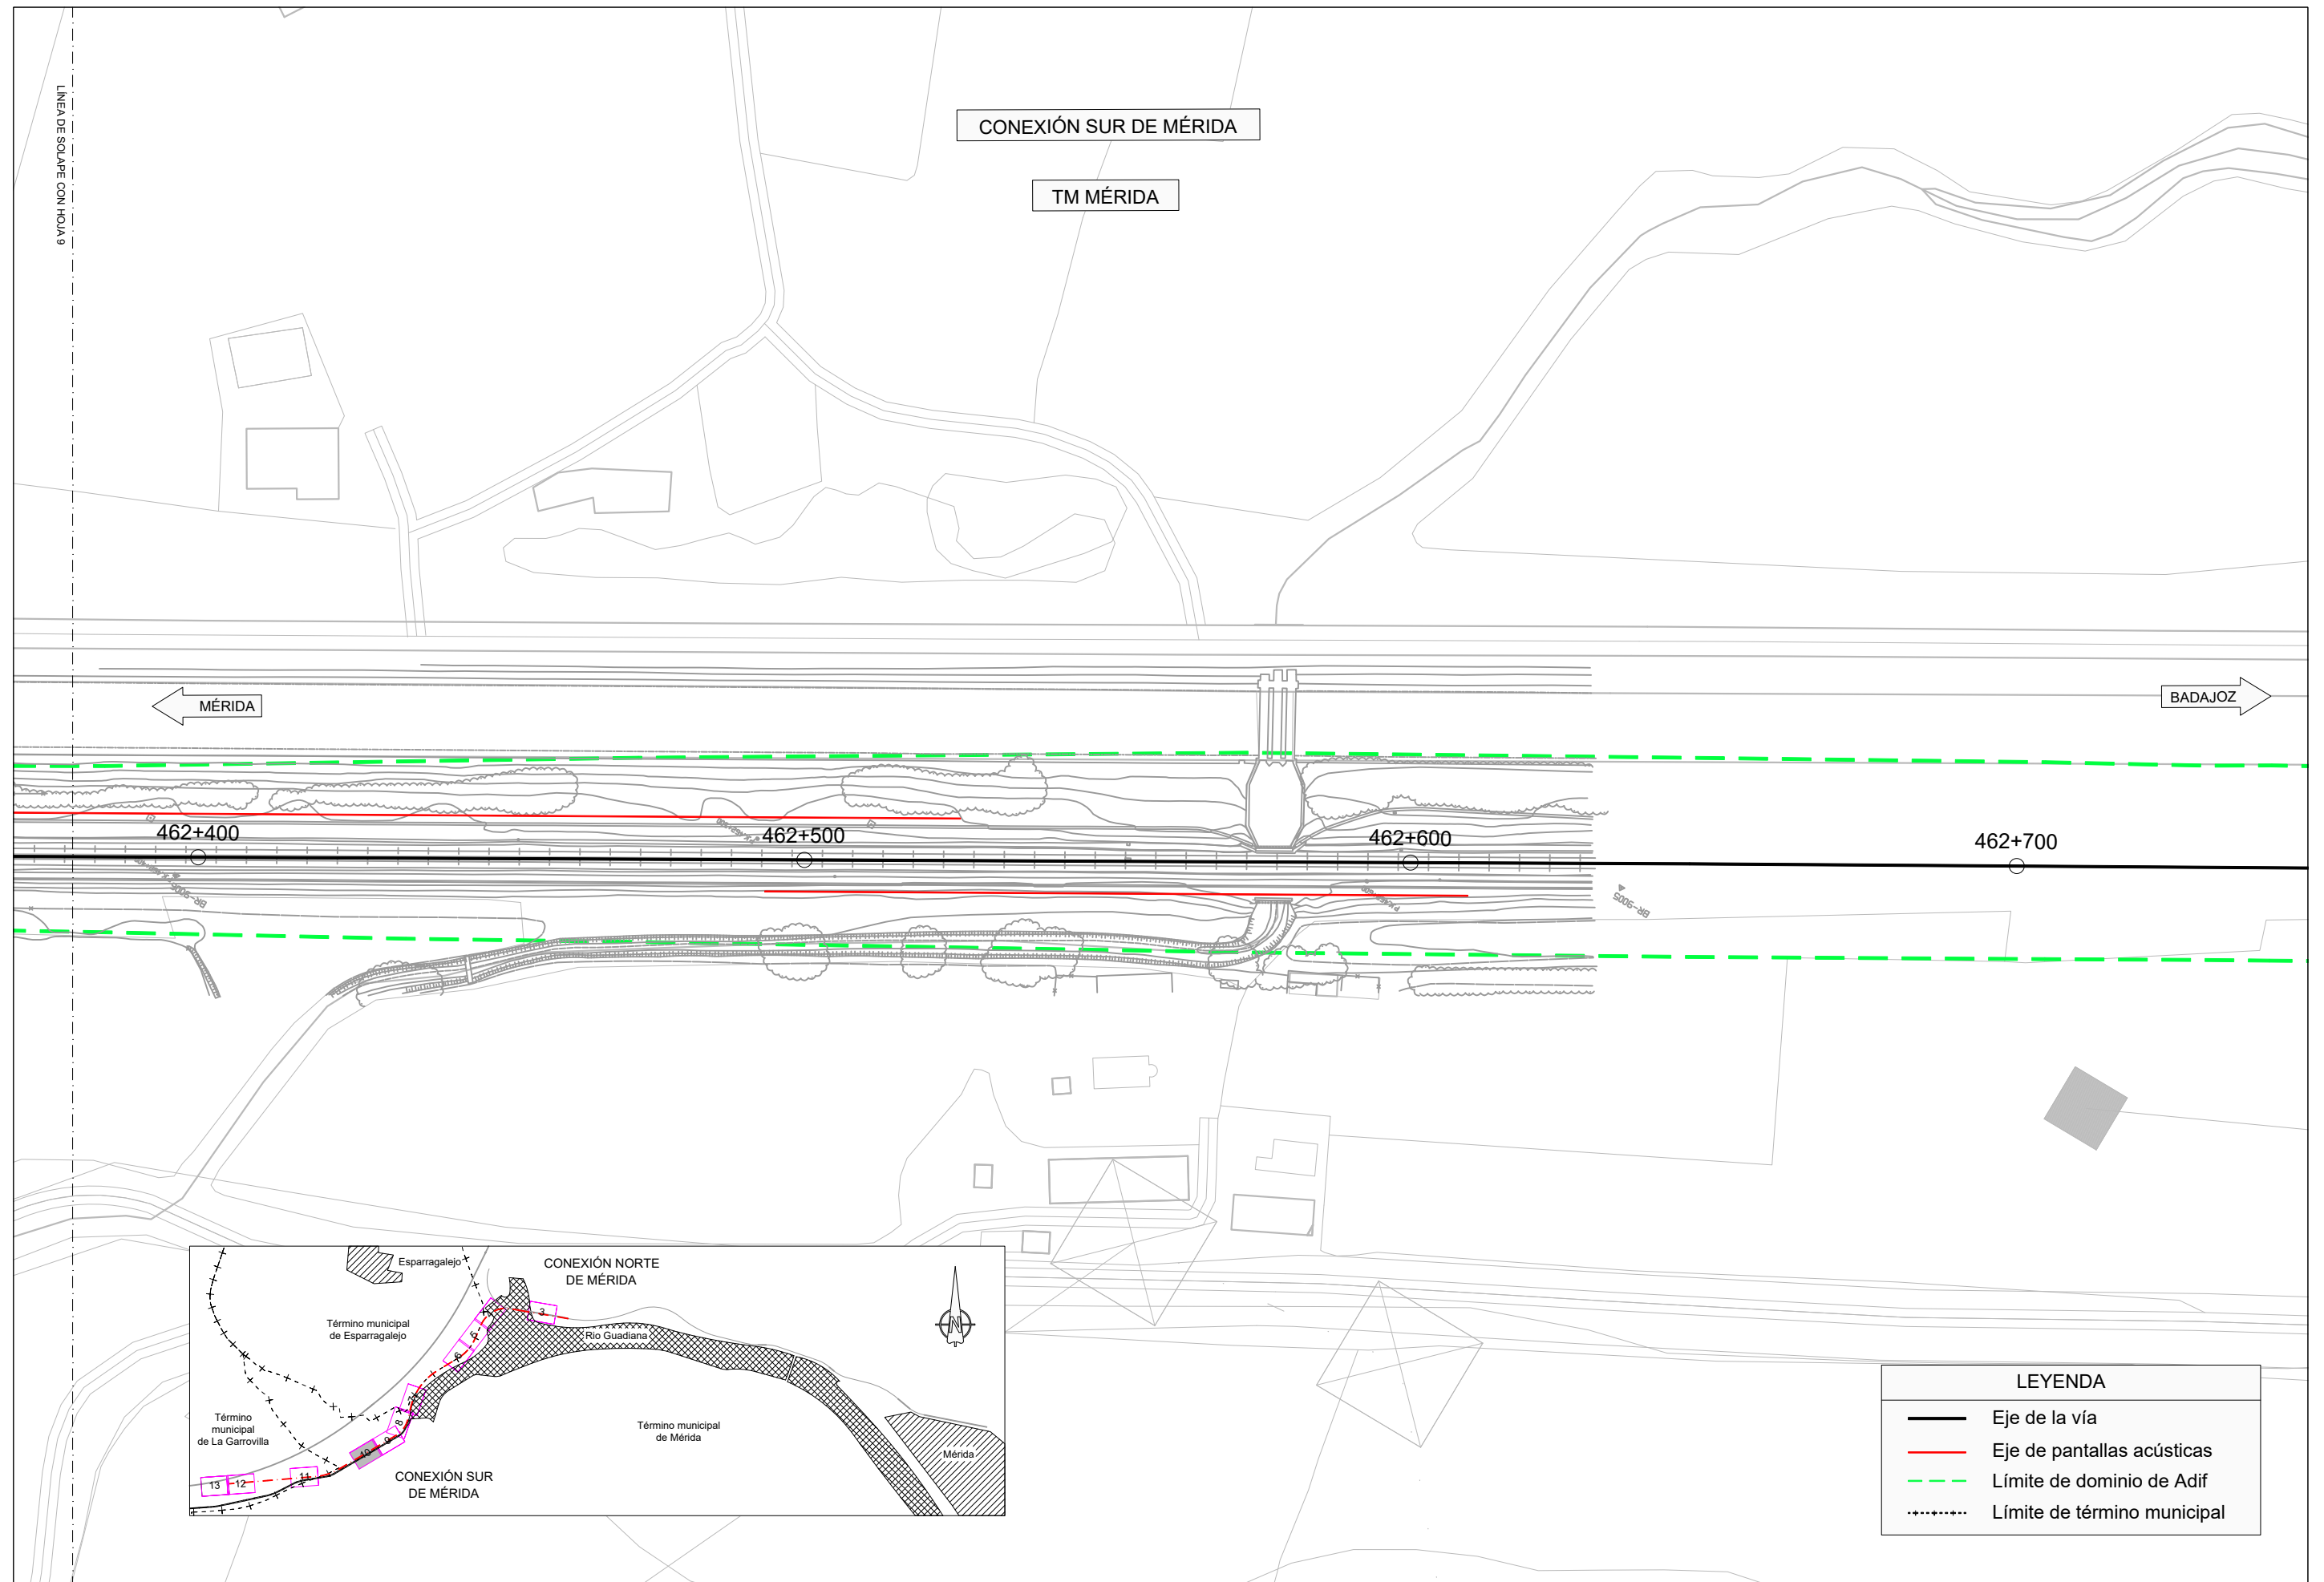 LÍNEA DE SOLAPE CON HOJA 9
CONEXIÓN SUR DE MÉRIDA
TM MÉRIDA
MÉRIDA
BADAJOZ
462+400
462+500
462+600
462+700
BR-9005
BR-9005
Esparragalejo
CONEXIÓN NORTE
DE MÉRIDA
3
Término municipal
de Esparragalejo
Rio Guadiana
5
6
N
Término
municipal
de La Garrovilla
8
9
10
11
12
13
Término municipal
de Mérida
Mérida
CONEXIÓN SUR
DE MÉRIDA
LEYENDA
Eje de la vía
Eje de pantallas acústicas
Límite de dominio de Adif
Límite de término municipal